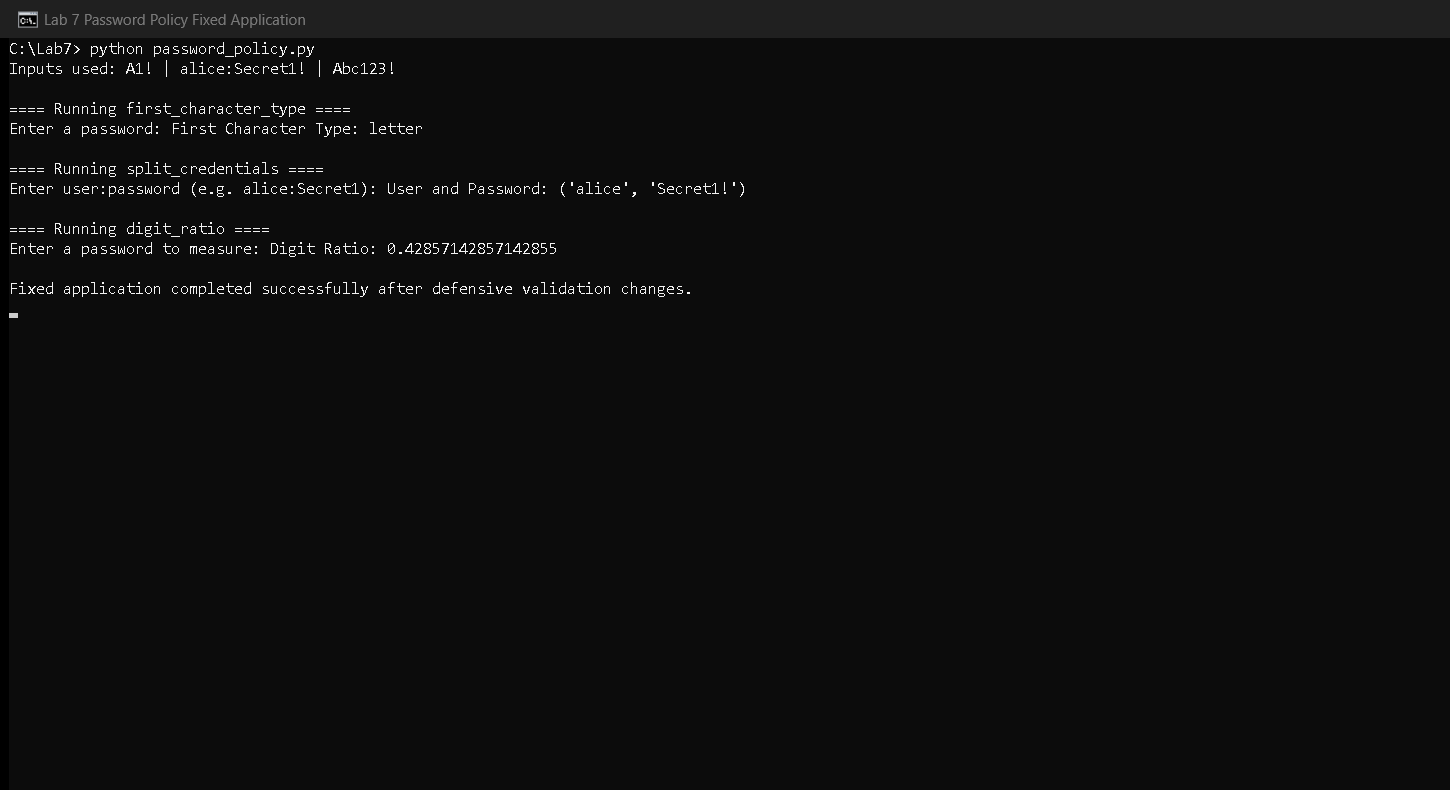 Lab 7 Password Policy Fixed Application
C:\Lab7> python password_policy.py
Inputs used: A1! | alice:Secret1! | Abc123!
==== Running first_character_type ====
Enter a password: First Character Type: letter
==== Running split_credentials ====
Enter user:password (e.g. alice:Secret1): User and Password: ('alice', 'Secret1!')
==== Running digit_ratio ====
Enter a password to measure: Digit Ratio: 0.42857142857142855
Fixed application completed successfully after defensive validation changes.